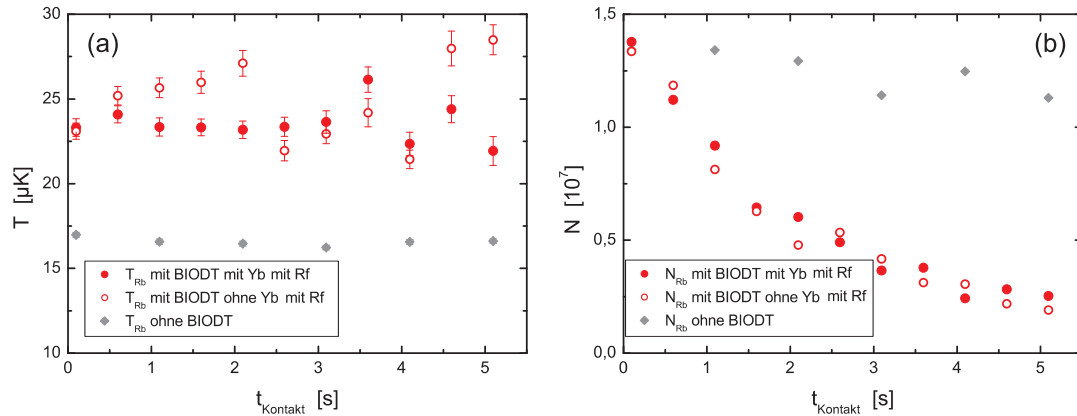 (a)
30
25
20
15
10
T [µK]
T_Rb mit BIODT mit Yb mit Rf
T_Rb mit BIODT ohne Yb mit Rf
T_Rb ohne BIODT
0 1 2 3 4 5
t_Kontakt [s]
(b)
1,5
1,0
0,5
0,0
N [10^7]
N_Rb mit BIODT mit Yb mit Rf
N_Rb mit BIODT ohne Yb mit Rf
N_Rb ohne BIODT
0 1 2 3 4 5
t_Kontakt [s]